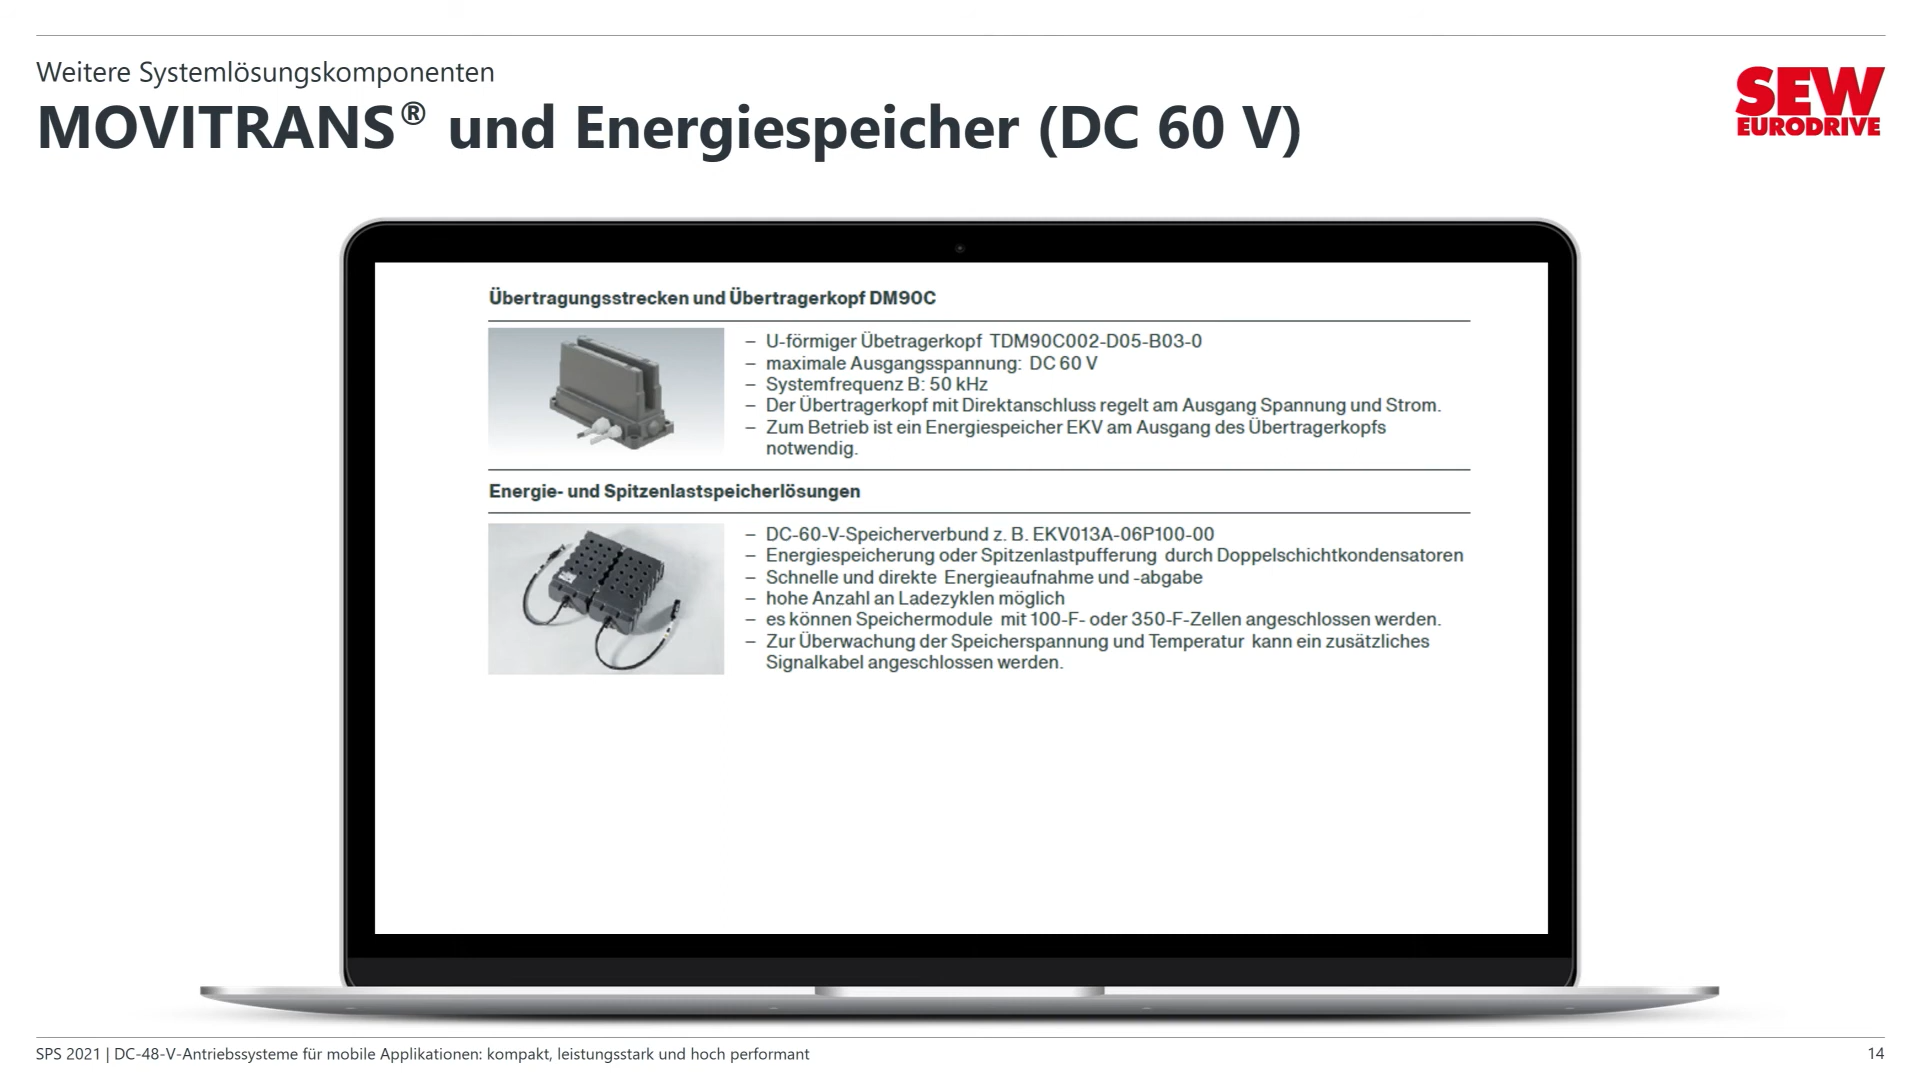 Weitere Systemlösungskomponenten
MOVITRANS® und Energiespeicher (DC 60 V)
SEW
EURODRIVE
Übertragungsstrecken und Übertragerkopf DM90C
– U-förmiger Übetragerkopf TDM90C002-D05-B03-0
– maximale Ausgangsspannung: DC 60 V
– Systemfrequenz B: 50 kHz
– Der Übertragerkopf mit Direktanschluss regelt am Ausgang Spannung und Strom.
– Zum Betrieb ist ein Energiespeicher EKV am Ausgang des Übertragerkopfs
notwendig.
Energie- und Spitzenlastspeicherlösungen
– DC-60-V-Speicherverbund z. B. EKV013A-06P100-00
– Energiespeicherung oder Spitzenlastpufferung durch Doppelschichtkondensatoren
– Schnelle und direkte Energieaufnahme und -abgabe
– hohe Anzahl an Ladezyklen möglich
– es können Speichermodule mit 100-F- oder 350-F-Zellen angeschlossen werden.
– Zur Überwachung der Speicherspannung und Temperatur kann ein zusätzliches
Signalkabel angeschlossen werden.
SPS 2021 | DC-48-V-Antriebssysteme für mobile Applikationen: kompakt, leistungsstark und hoch performant
14